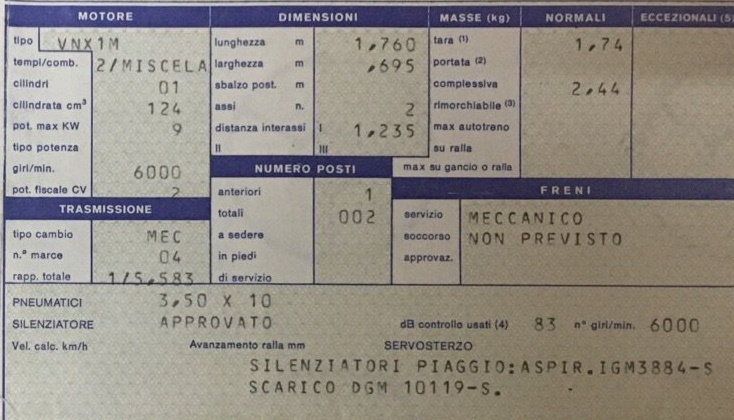 MOTORE
tipo VNX1M
tempi/comb. 2/MISCELA
cilindri 01
cilindrata cm³ 124
pot. max KW 9
tipo potenza
giri/min. 6000
pot. fiscale CV 2
DIMENSIONI
lunghezza m 1,760
larghezza m ,695
sbalzo post. m
assi n. 2
distanza interassi I 1,235
II III
MASSE (kg) NORMALI ECCEZIONALI (5)
tara (1) 1,74
portata (2)
complessiva 2,44
rimorchiabile (3)
max autotreno
su ralla
max su gancio o ralla
TRASMISSIONE
tipo cambio MEC
n.° marce 04
rapp. totale 1/5,583
NUMERO POSTI
anteriori 1
totali 002
a sedere
in piedi
di servizio
FRENI
servizio MECCANICO
soccorso NON PREVISTO
approvaz.
PNEUMATICI 3,50 X 10
SILENZIATORE APPROVATO dB controllo usati (4) 83 n° giri/min. 6000
Vel. calc. km/h Avanzamento ralla mm SERVOSTERZO
SILENZIATORI PIAGGIO:ASPIR.IGM3884-S
SCARICO DGM 10119-S.